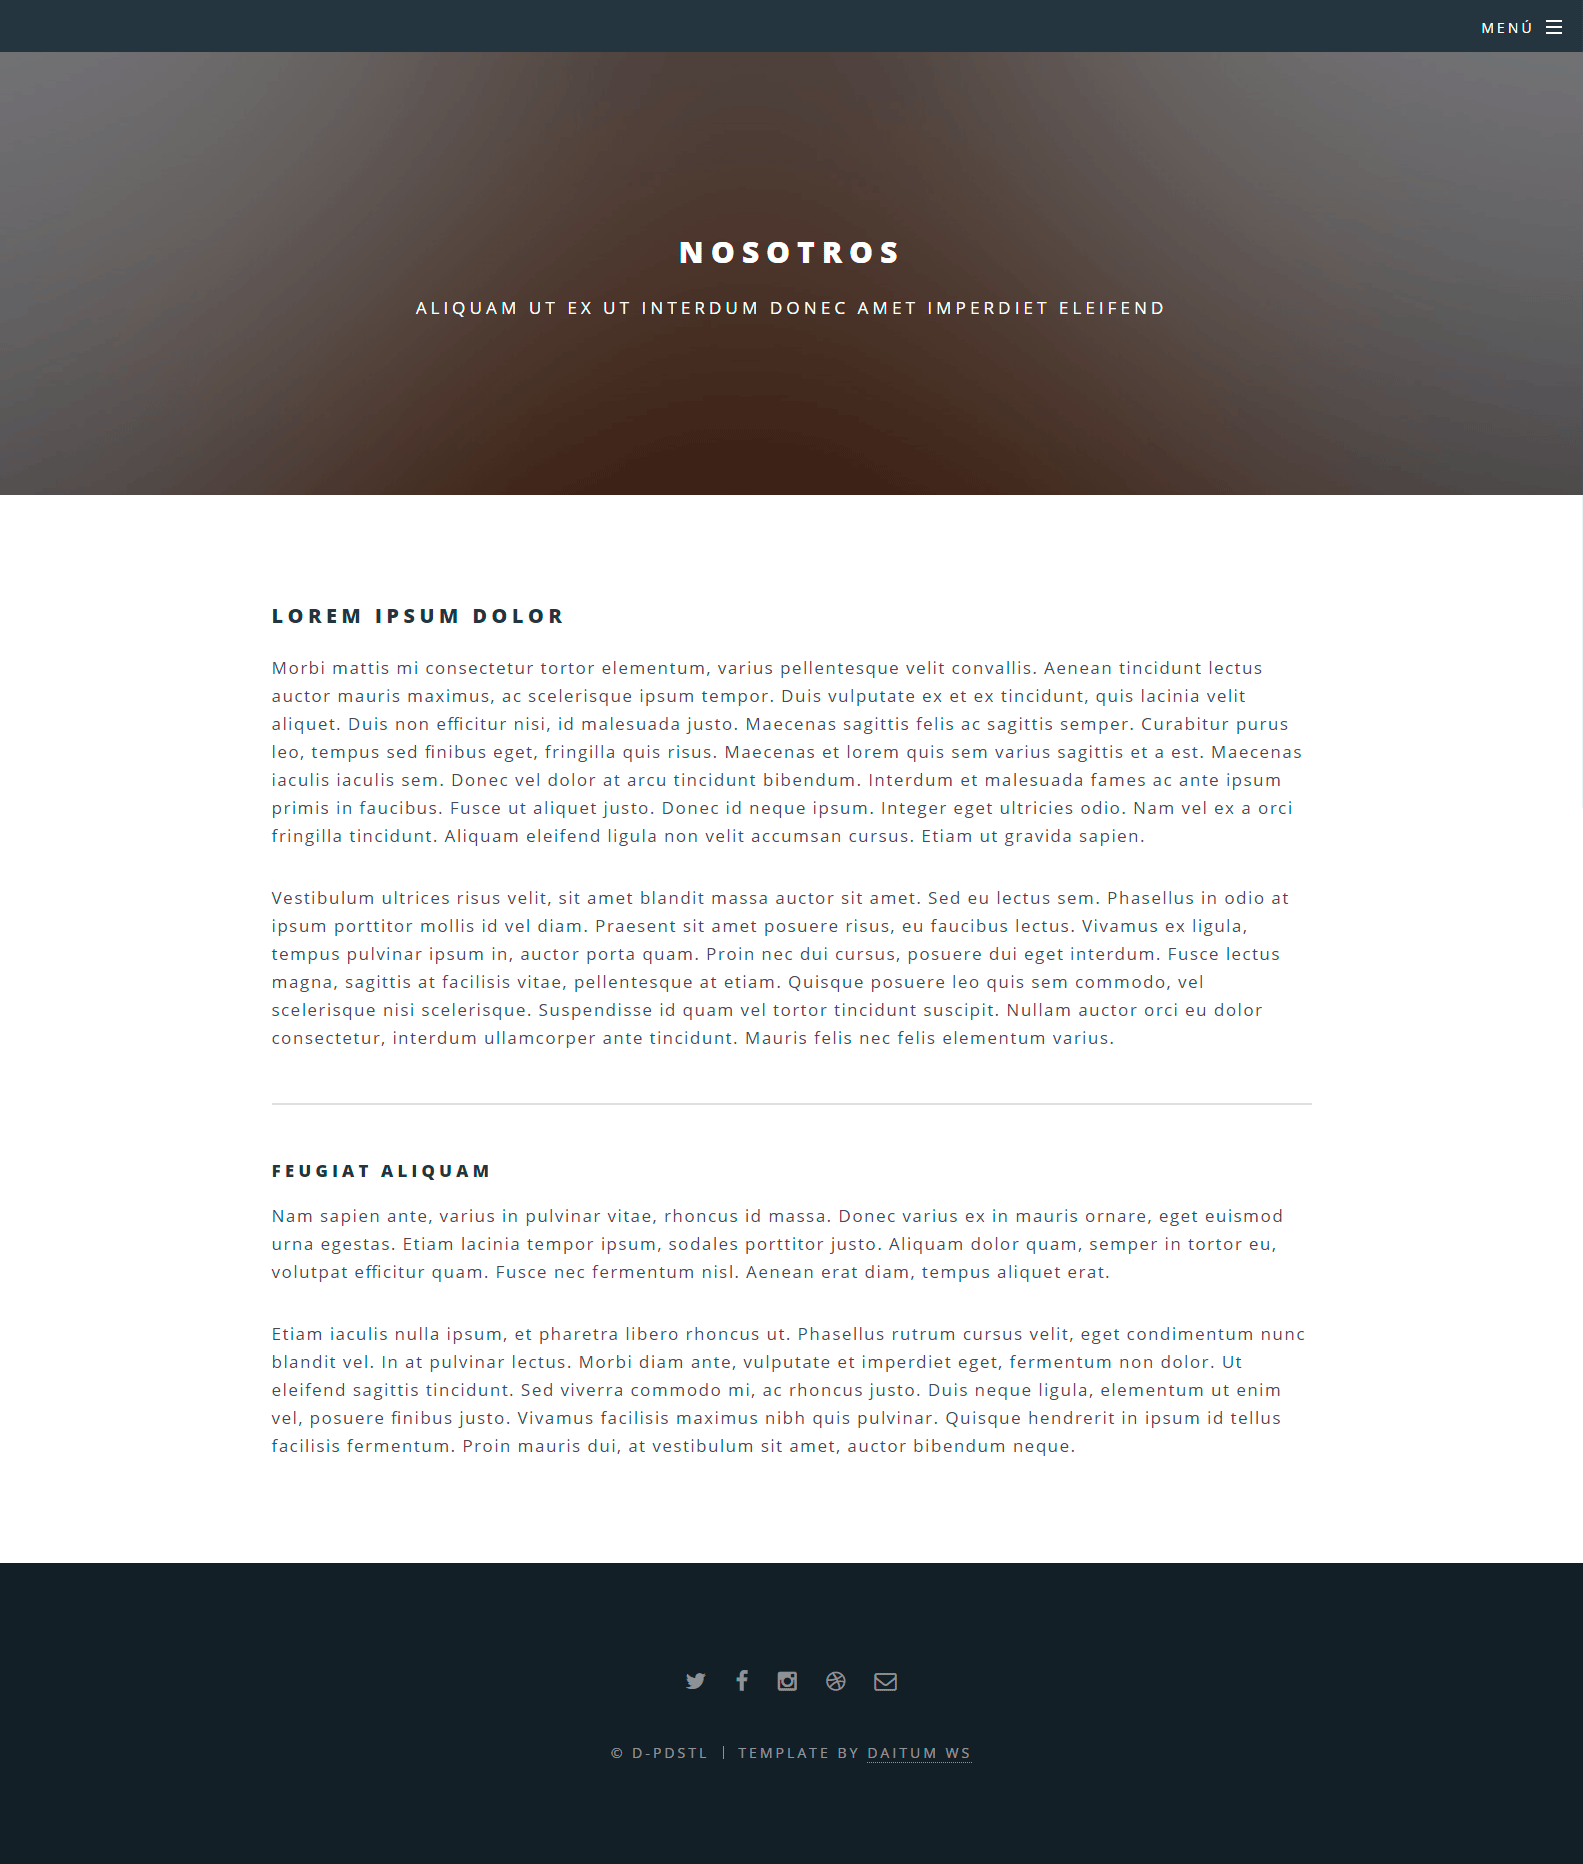 MENÚ
NOSOTROS
ALIQUAM UT EX UT INTERDUM DONEC AMET IMPERDIET ELEIFEND
LOREM IPSUM DOLOR
Morbi mattis mi consectetur tortor elementum, varius pellentesque velit convallis. Aenean tincidunt lectus
auctor mauris maximus, ac scelerisque ipsum tempor. Duis vulputate ex et ex tincidunt, quis lacinia velit
aliquet. Duis non efficitur nisi, id malesuada justo. Maecenas sagittis felis ac sagittis semper. Curabitur purus
leo, tempus sed finibus eget, fringilla quis risus. Maecenas et lorem quis sem varius sagittis et a est. Maecenas
iaculis iaculis sem. Donec vel dolor at arcu tincidunt bibendum. Interdum et malesuada fames ac ante ipsum
primis in faucibus. Fusce ut aliquet justo. Donec id neque ipsum. Integer eget ultricies odio. Nam vel ex a orci
fringilla tincidunt. Aliquam eleifend ligula non velit accumsan cursus. Etiam ut gravida sapien.
Vestibulum ultrices risus velit, sit amet blandit massa auctor sit amet. Sed eu lectus sem. Phasellus in odio at
ipsum porttitor mollis id vel diam. Praesent sit amet posuere risus, eu faucibus lectus. Vivamus ex ligula,
tempus pulvinar ipsum in, auctor porta quam. Proin nec dui cursus, posuere dui eget interdum. Fusce lectus
magna, sagittis at facilisis vitae, pellentesque at etiam. Quisque posuere leo quis sem commodo, vel
scelerisque nisi scelerisque. Suspendisse id quam vel tortor tincidunt suscipit. Nullam auctor orci eu dolor
consectetur, interdum ullamcorper ante tincidunt. Mauris felis nec felis elementum varius.
FEUGIAT ALIQUAM
Nam sapien ante, varius in pulvinar vitae, rhoncus id massa. Donec varius ex in mauris ornare, eget euismod
urna egestas. Etiam lacinia tempor ipsum, sodales porttitor justo. Aliquam dolor quam, semper in tortor eu,
volutpat efficitur quam. Fusce nec fermentum nisl. Aenean erat diam, tempus aliquet erat.
Etiam iaculis nulla ipsum, et pharetra libero rhoncus ut. Phasellus rutrum cursus velit, eget condimentum nunc
blandit vel. In at pulvinar lectus. Morbi diam ante, vulputate et imperdiet eget, fermentum non dolor. Ut
eleifend sagittis tincidunt. Sed viverra commodo mi, ac rhoncus justo. Duis neque ligula, elementum ut enim
vel, posuere finibus justo. Vivamus facilisis maximus nibh quis pulvinar. Quisque hendrerit in ipsum id tellus
facilisis fermentum. Proin mauris dui, at vestibulum sit amet, auctor bibendum neque.
© D-PDSTL | TEMPLATE BY DAITUM WS